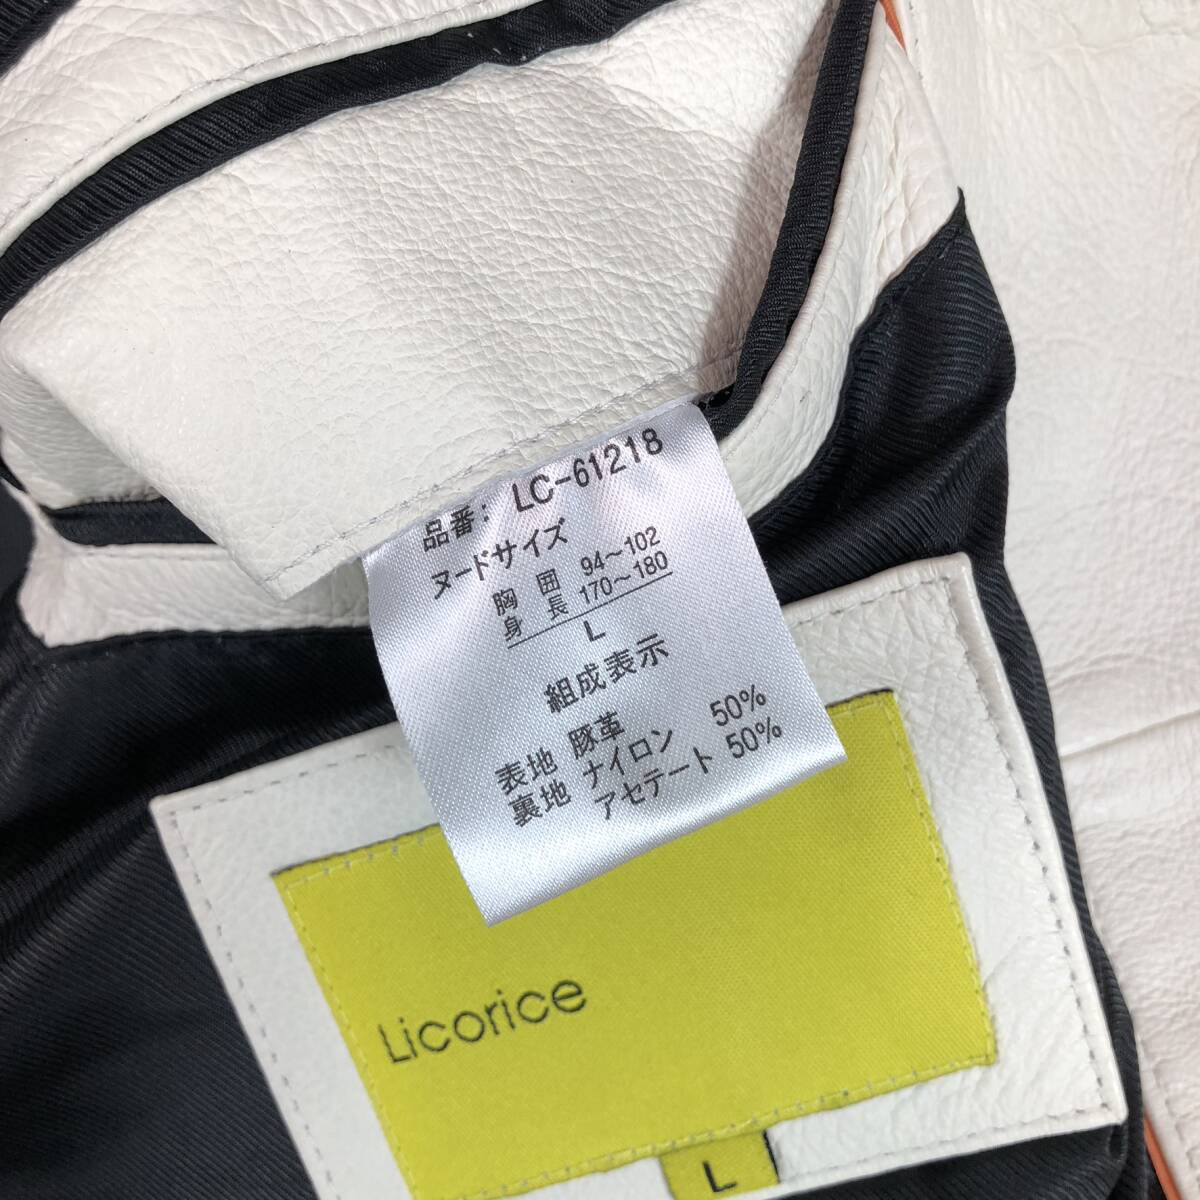 品番: LC-61218
ヌードサイズ
胸 囲 94〜102
身 長 170〜180
L
組成表示
表地 豚革
裏地 ナイロン 50%
アセテート 50%
Licorice
L